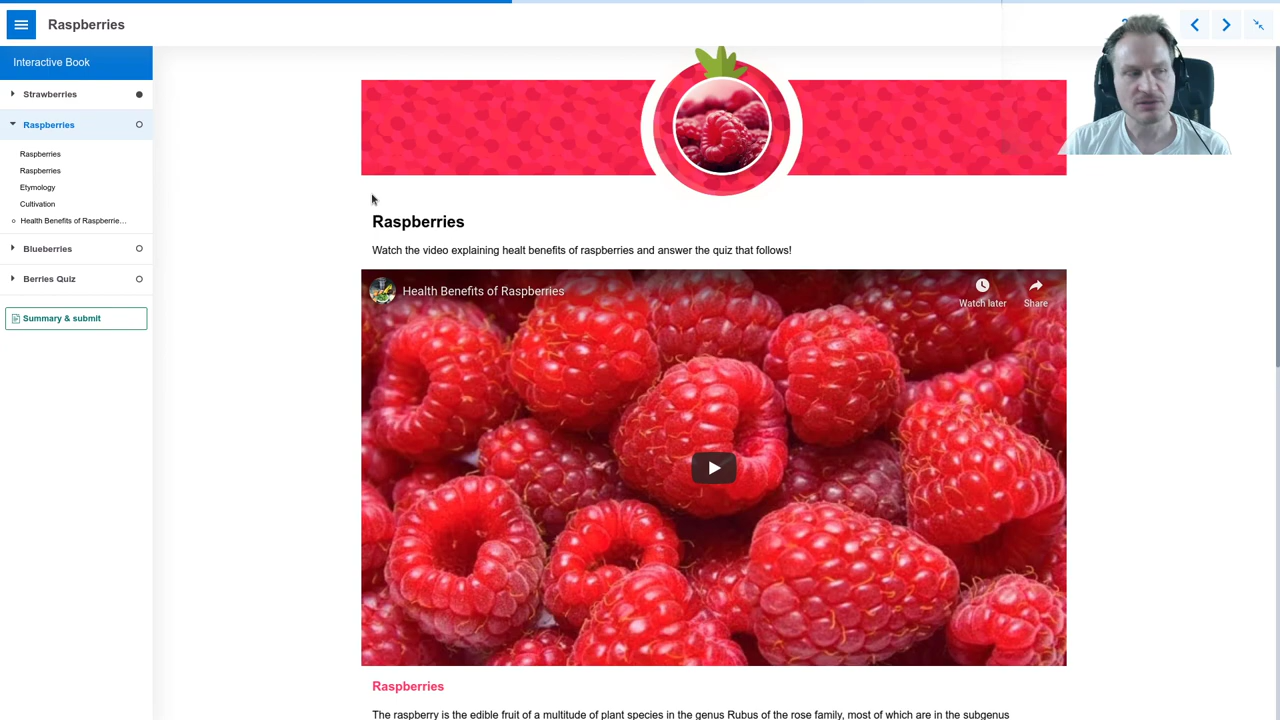 Raspberries
Interactive Book
Strawberries
Raspberries
Raspberries
Raspberries
Etymology
Cultivation
Health Benefits of Raspberrie...
Blueberries
Berries Quiz
Summary & submit
Raspberries
Watch the video explaining healt benefits of raspberries and answer the quiz that follows!
Health Benefits of Raspberries
Watch later
Share
Raspberries
The raspberry is the edible fruit of a multitude of plant species in the genus Rubus of the rose family, most of which are in the subgenus